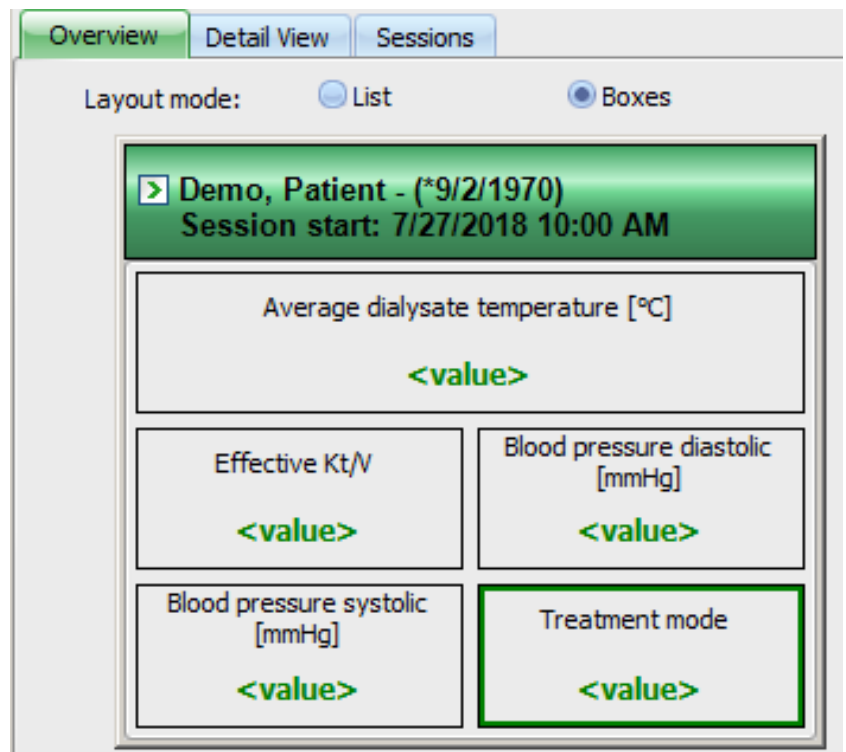 Overview Detail View Sessions
Layout mode: List Boxes
Demo, Patient - (*9/2/1970)
Session start: 7/27/2018 10:00 AM
Average dialysate temperature [°C]
<value>
Effective Kt/V
<value>
Blood pressure diastolic
[mmHg]
<value>
Blood pressure systolic
[mmHg]
<value>
Treatment mode
<value>